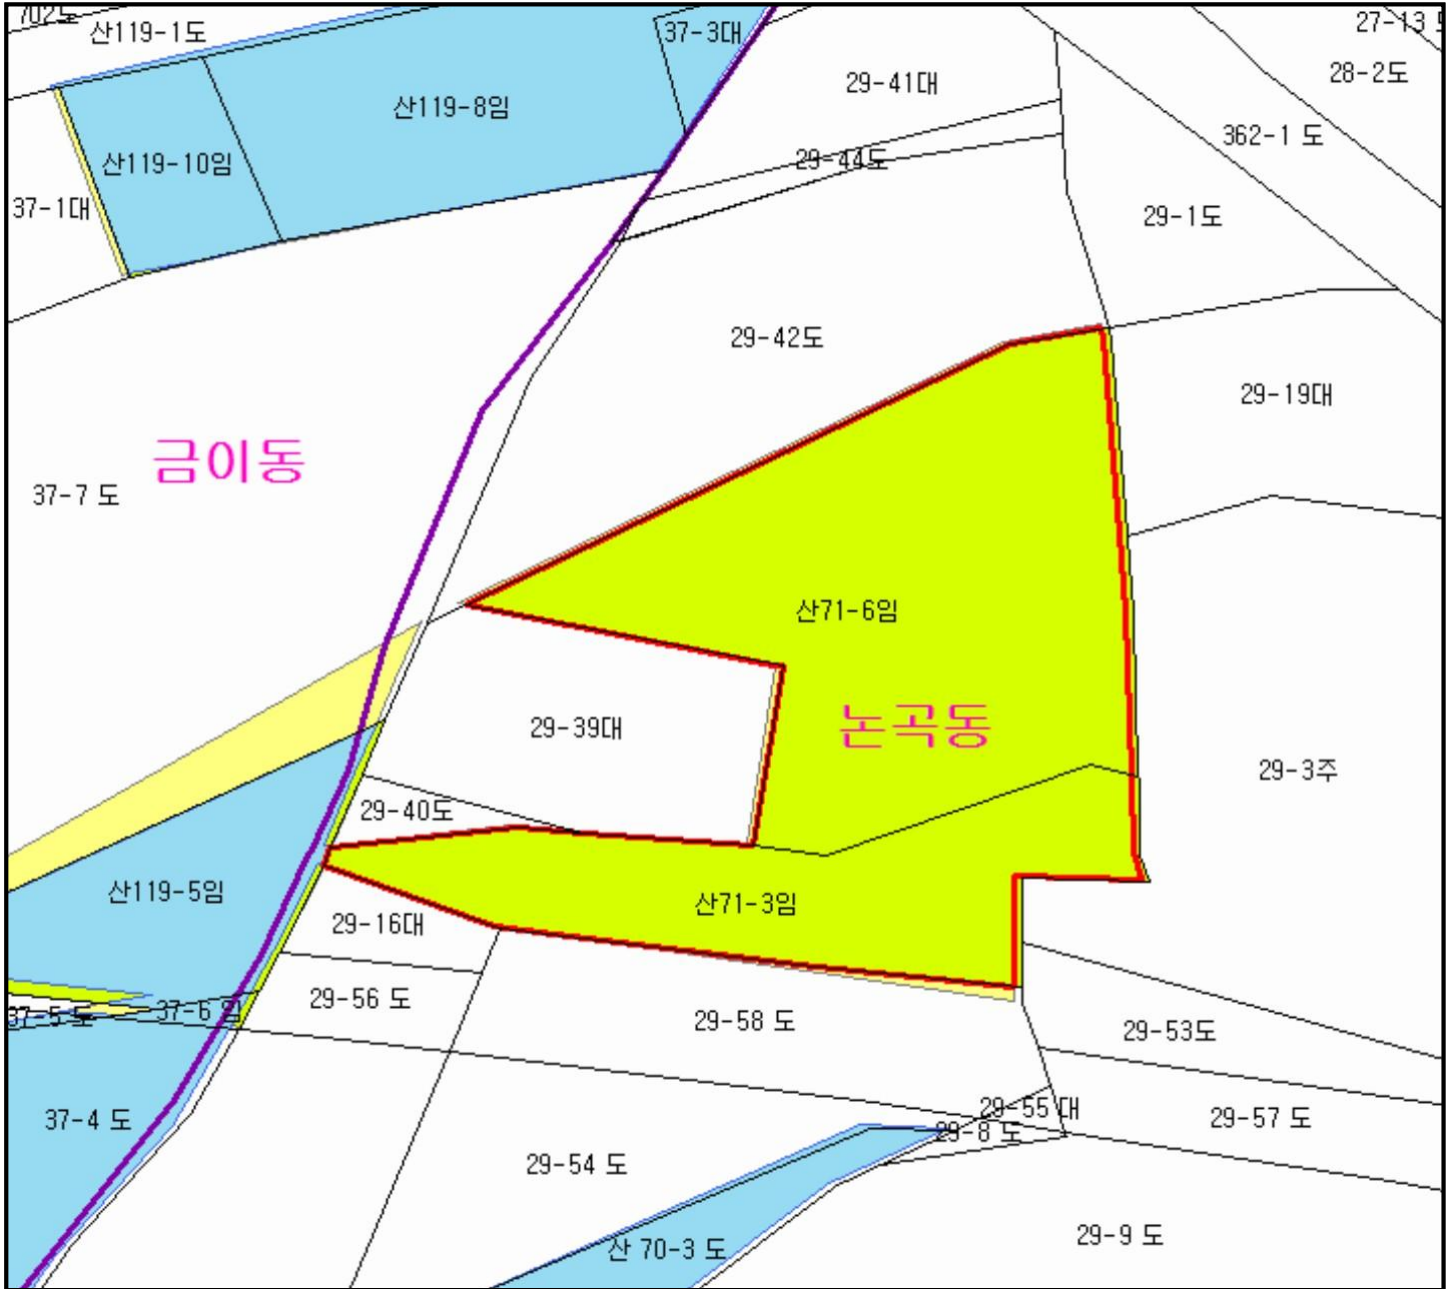 702도
산119-1도
37-3대
27-13 도
29-41대
28-2도
산119-8임
362-1 도
산119-10임
29-44도
37-1대
29-1도
29-42도
29-19대
금이동
37-7 도
산71-6임
논곡동
29-39대
29-3주
29-40도
산119-5임
산71-3임
29-16대
29-56 도
37-5 도
37-6 임
29-58 도
29-53도
37-4 도
29-55 대
29-57 도
29-8 도
29-54 도
29-9 도
산 70-3 도